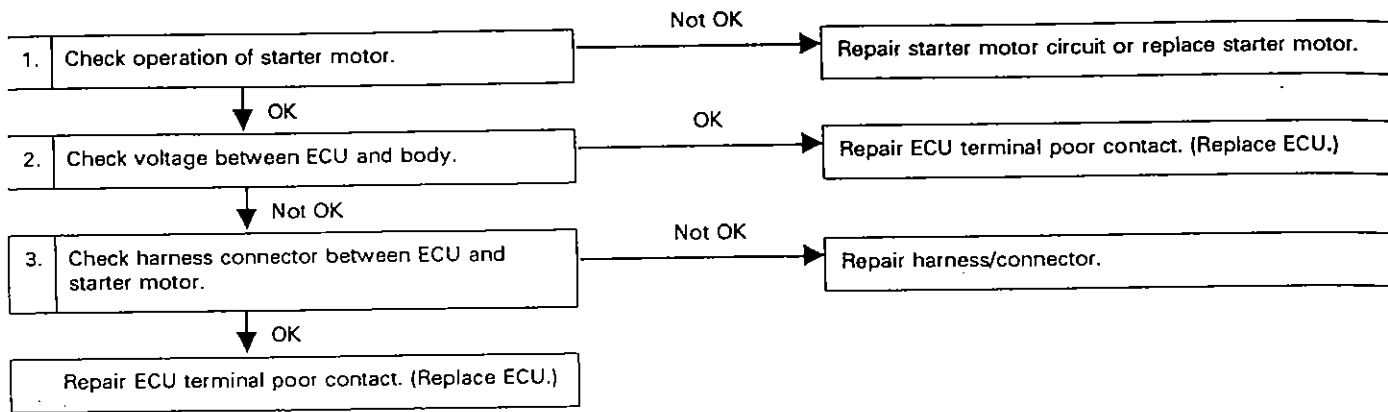 Not OK
1. Check operation of starter motor.
Repair starter motor circuit or replace starter motor.
OK
OK
2. Check voltage between ECU and body.
Repair ECU terminal poor contact. (Replace ECU.)
Not OK
Not OK
3. Check harness connector between ECU and
starter motor.
Repair harness/connector.
OK
Repair ECU terminal poor contact. (Replace ECU.)